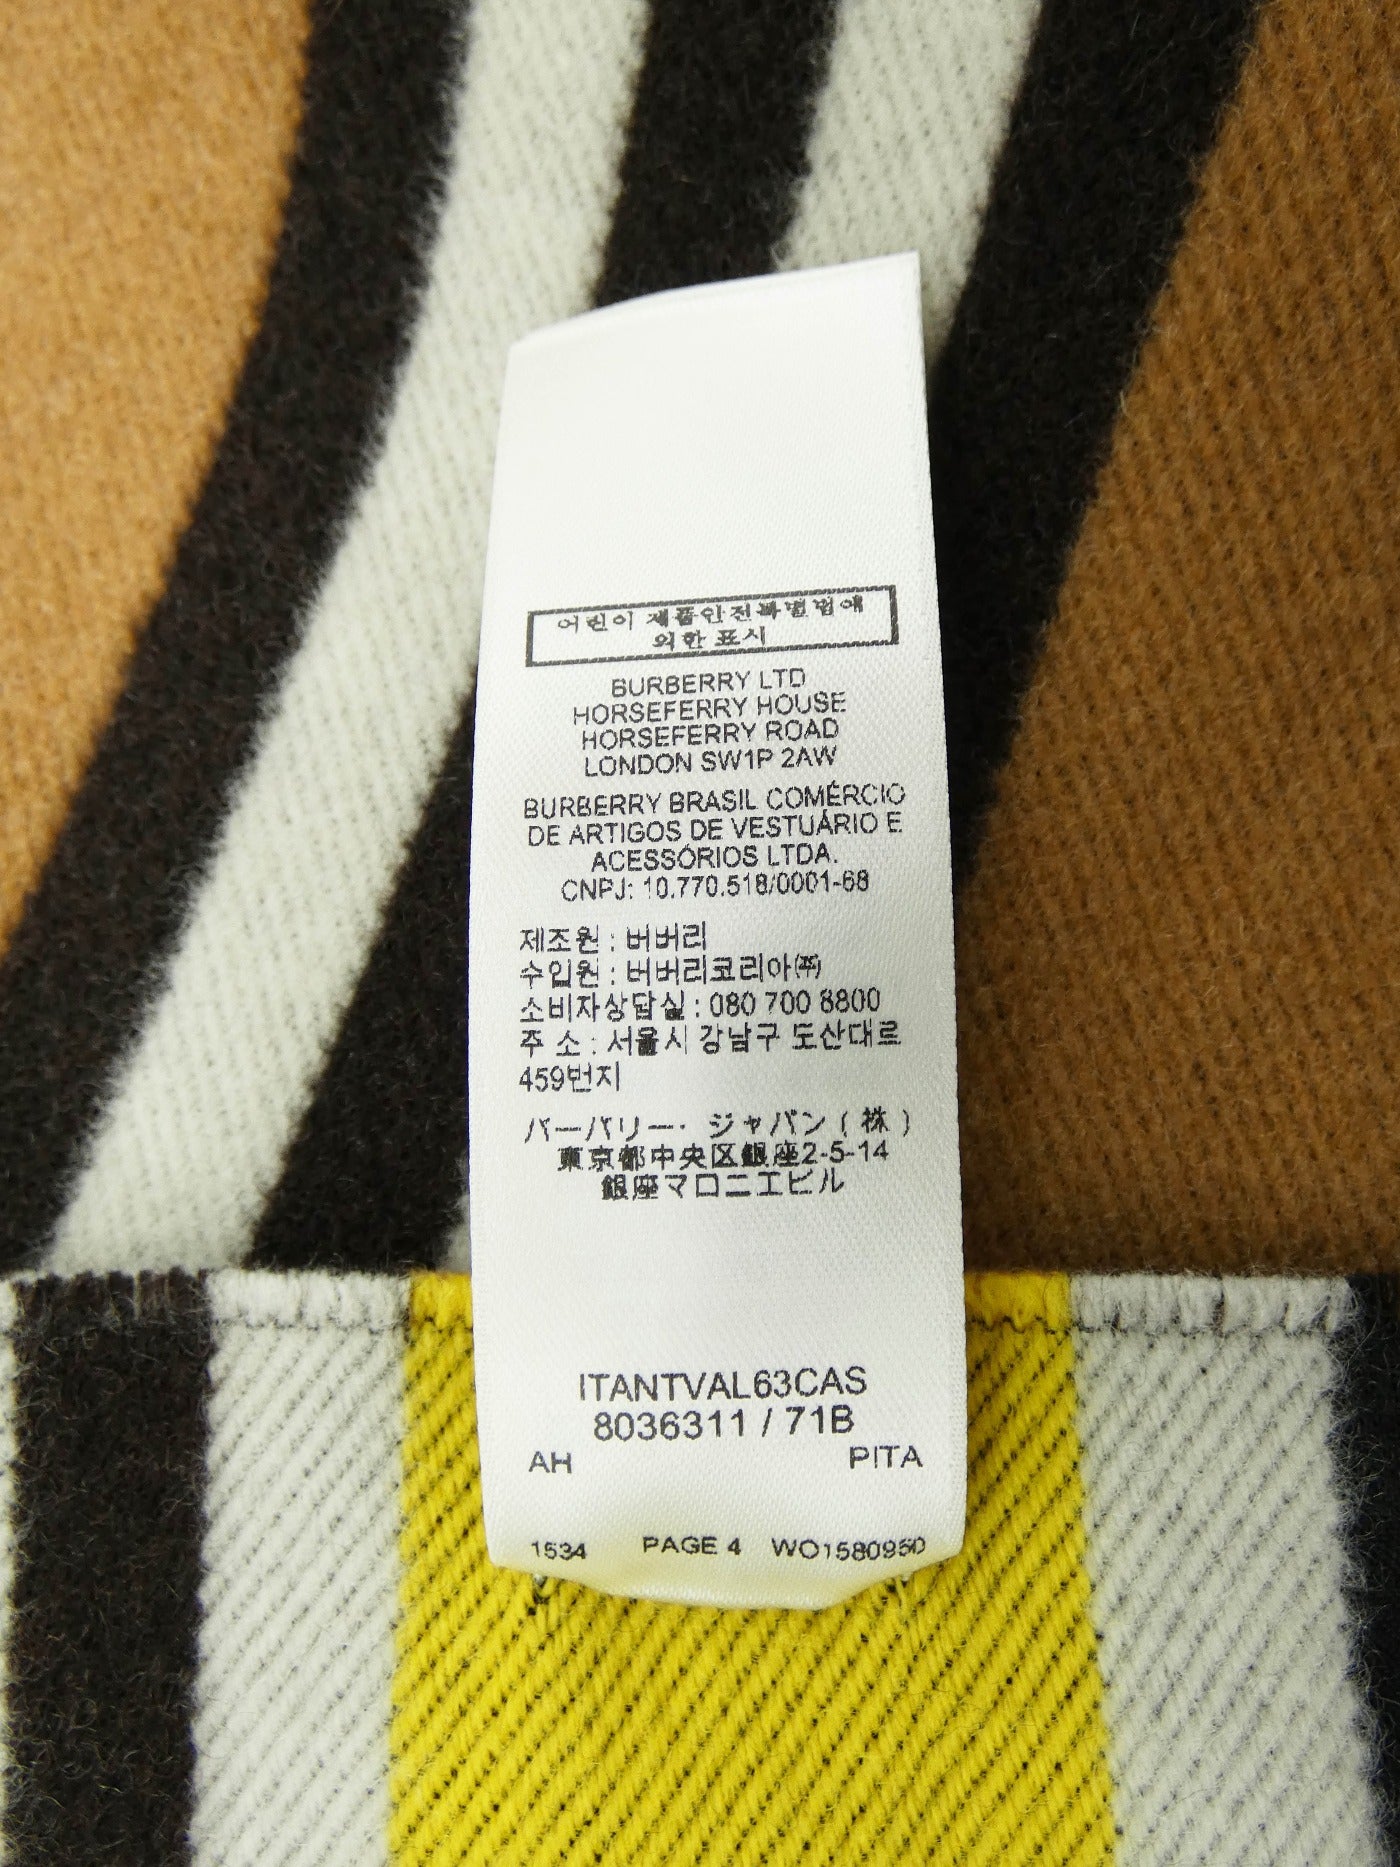 어린이 제품안전특별법에
의한 표시
BURBERRY LTD
HORSEFERRY HOUSE
HORSEFERRY ROAD
LONDON SW1P 2AW
BURBERRY BRASIL COMÉRCIO
DE ARTIGOS DE VESTUÁRIO E
ACESSÓRIOS LTDA.
CNPJ: 10.770.518/0001-68
제조원 : 버버리
수입원 : 버버리코리아㈜
소비자상담실 : 080 700 8800
주 소 : 서울시 강남구 도산대로
459번지
バーバリー・ジャパン ( 株 )
東京都中央区銀座2-5-14
銀座マロニエビル
ITANTVAL63CAS
8036311 / 71B
AH PITA
1534 PAGE 4 WO1580950